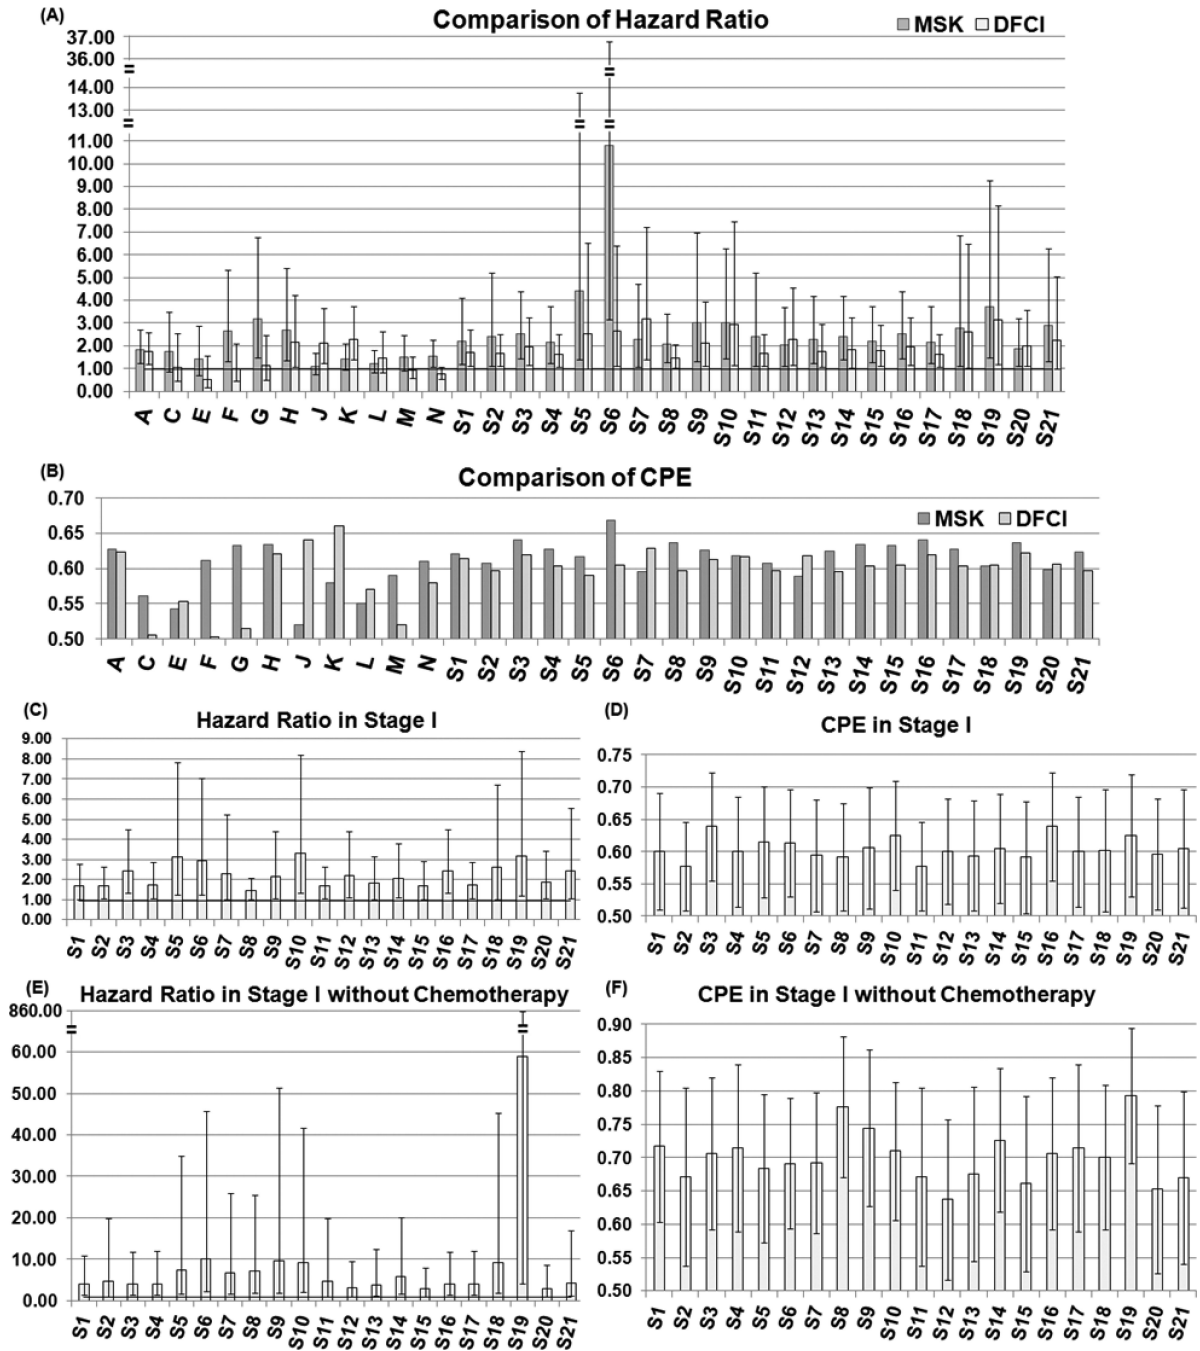 (A)
Comparison of Hazard Ratio
MSK DFCI
37.00
36.00
14.00
13.00
11.00
10.00
9.00
8.00
7.00
6.00
5.00
4.00
3.00
2.00
1.00
0.00
A C E F G H J K L M N S1 S2 S3 S4 S5 S6 S7 S8 S9 S10 S11 S12 S13 S14 S15 S16 S17 S18 S19 S20 S21
(B)
Comparison of CPE
MSK DFCI
0.70
0.65
0.60
0.55
0.50
A C E F G H J K L M N S1 S2 S3 S4 S5 S6 S7 S8 S9 S10 S11 S12 S13 S14 S15 S16 S17 S18 S19 S20 S21
(C)
Hazard Ratio in Stage I
9.00
8.00
7.00
6.00
5.00
4.00
3.00
2.00
1.00
0.00
S1 S2 S3 S4 S5 S6 S7 S8 S9 S10 S11 S12 S13 S14 S15 S16 S17 S18 S19 S20 S21
(D)
CPE in Stage I
0.75
0.70
0.65
0.60
0.55
0.50
S1 S2 S3 S4 S5 S6 S7 S8 S9 S10 S11 S12 S13 S14 S15 S16 S17 S18 S19 S20 S21
(E)
Hazard Ratio in Stage I without Chemotherapy
860.00
60.00
50.00
40.00
30.00
20.00
10.00
0.00
S1 S2 S3 S4 S5 S6 S7 S8 S9 S10 S11 S12 S13 S14 S15 S16 S17 S18 S19 S20 S21
(F)
CPE in Stage I without Chemotherapy
0.90
0.85
0.80
0.75
0.70
0.65
0.60
0.55
0.50
S1 S2 S3 S4 S5 S6 S7 S8 S9 S10 S11 S12 S13 S14 S15 S16 S17 S18 S19 S20 S21